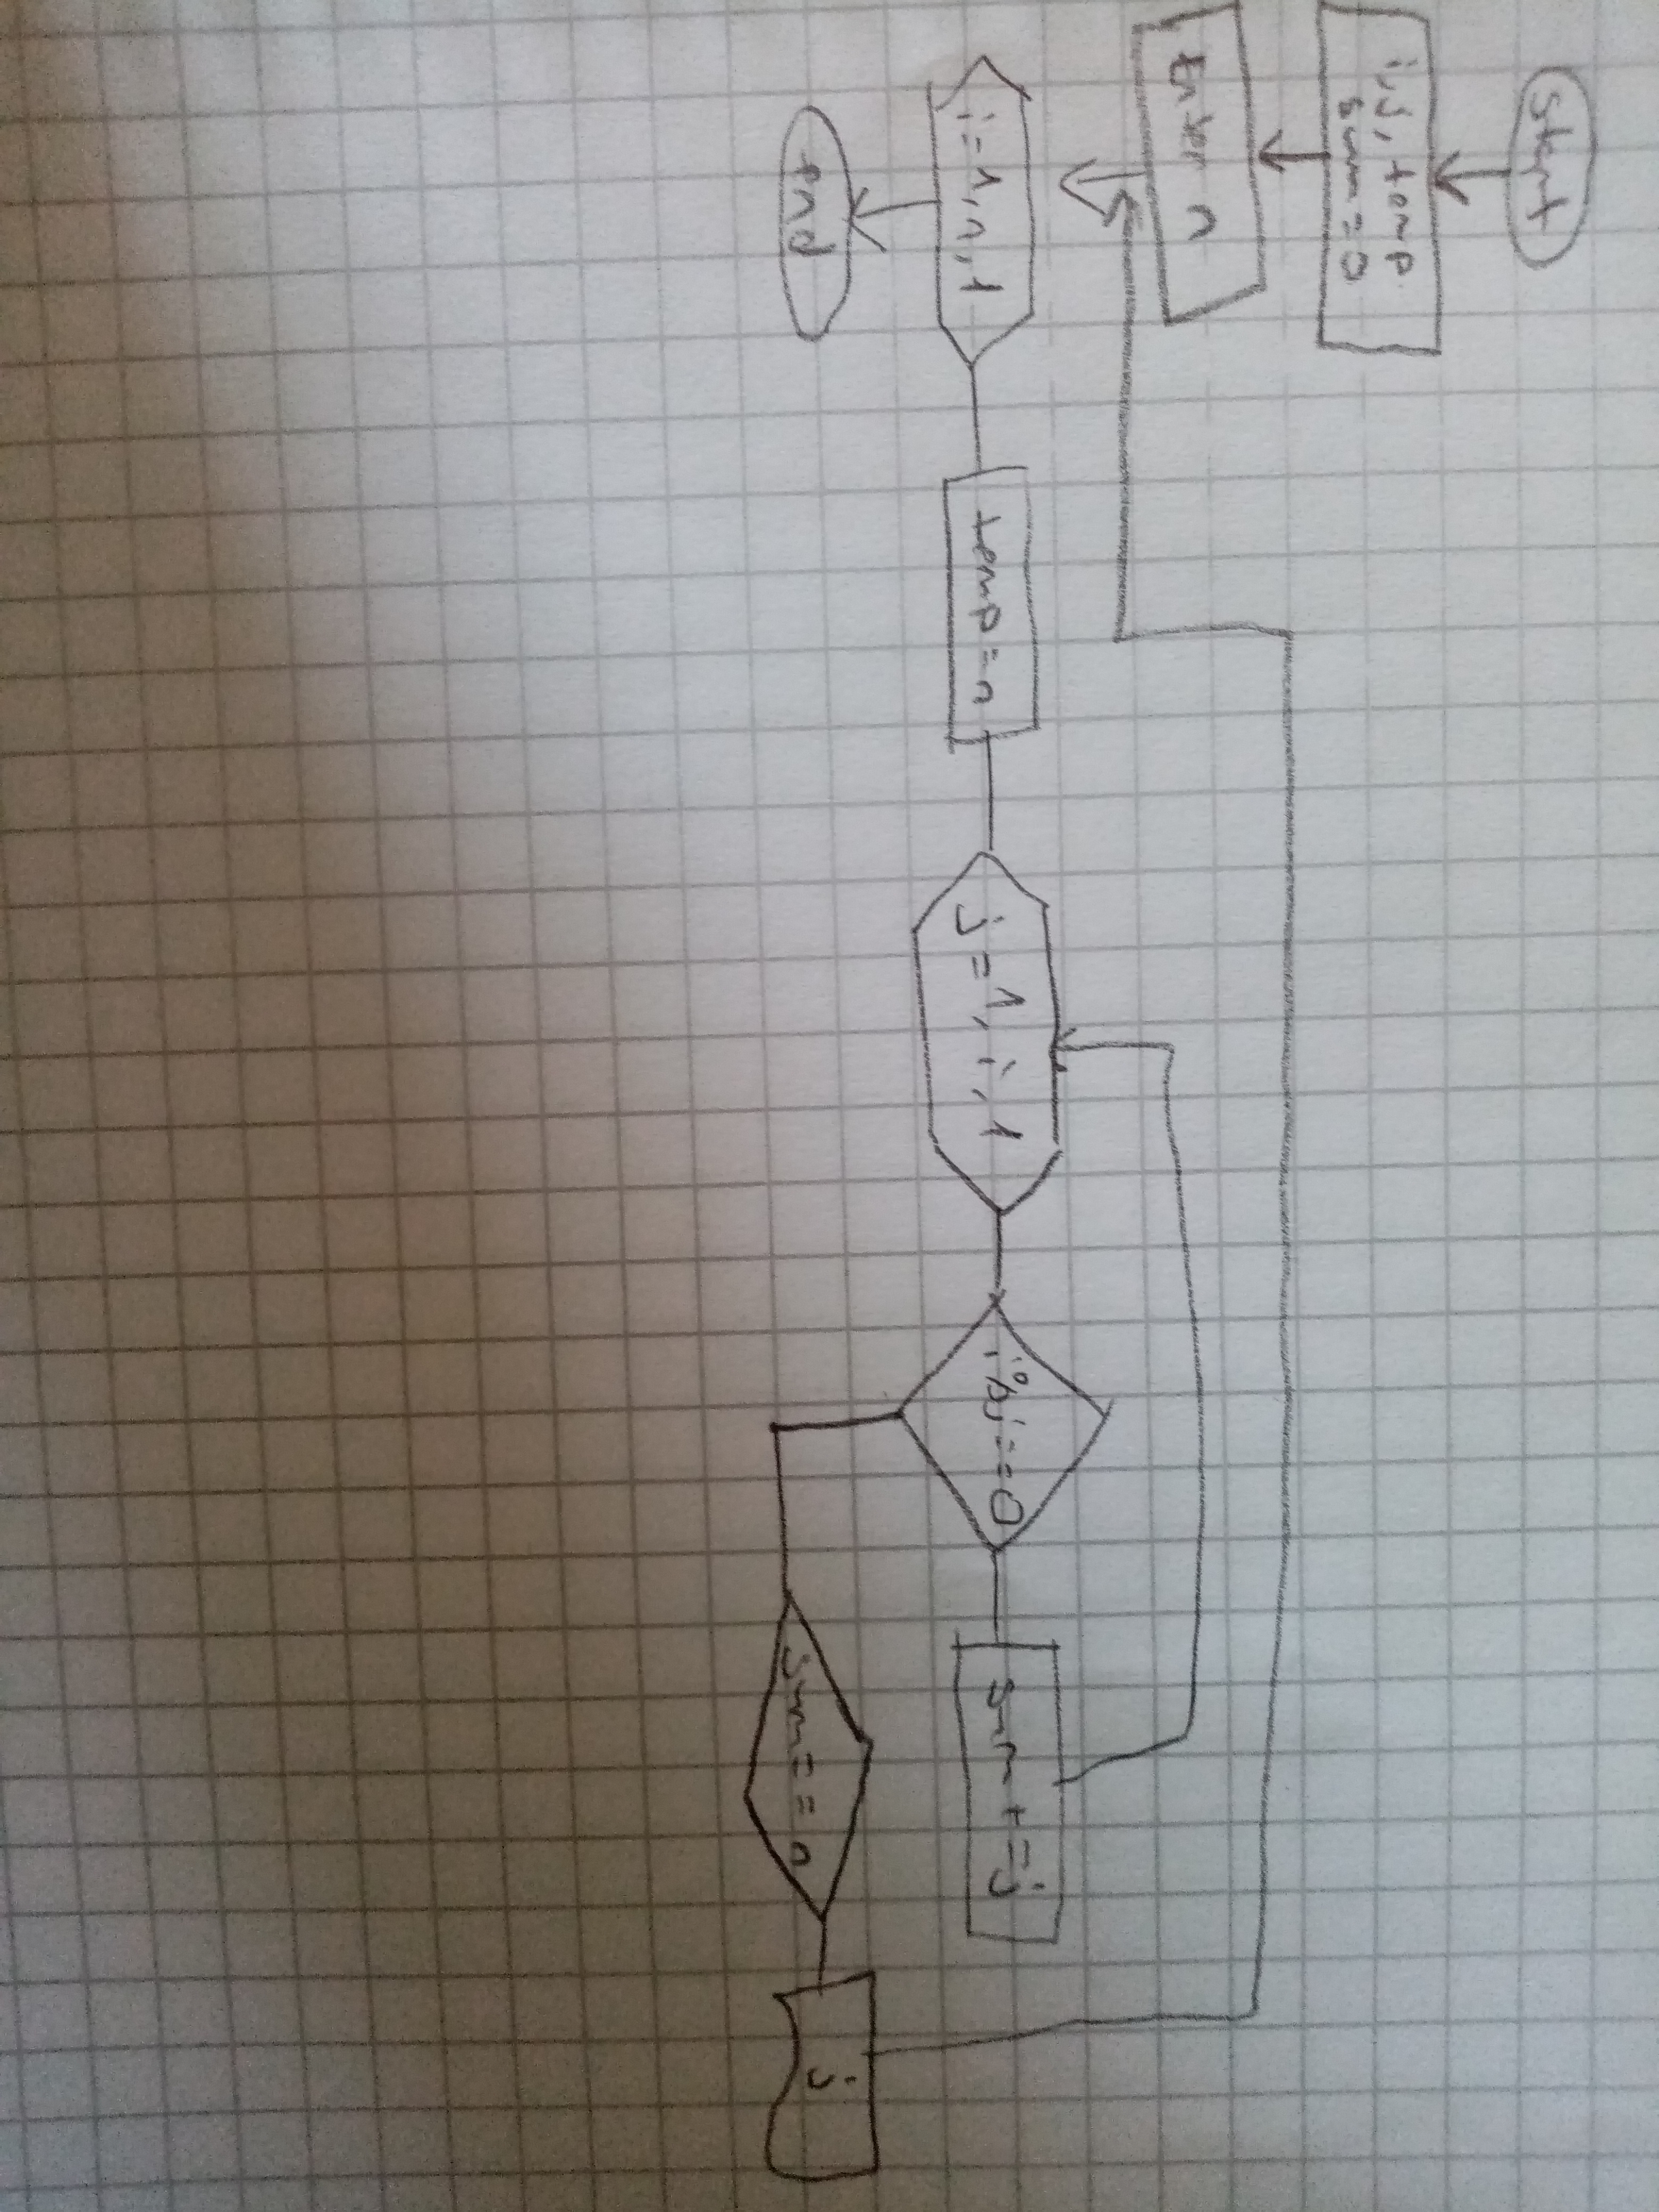 Start
i,j, temp
sum=0
Enter n
i=1,n,1
end
temp=n
j=1,i,1
i%j==0
sum+=j
sum==n
j